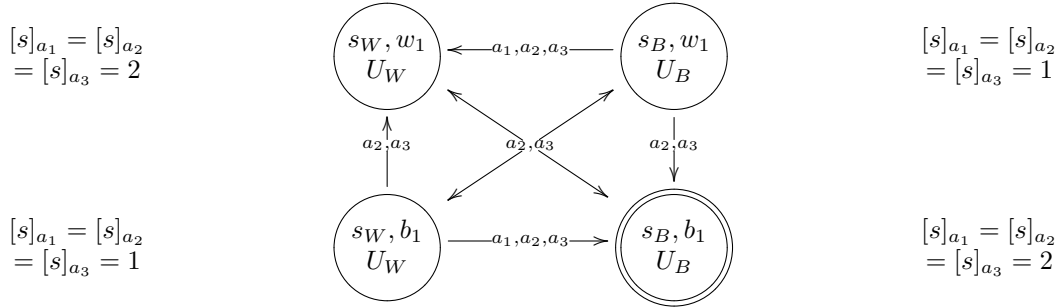 [s]_{a_1} = [s]_{a_2}
= [s]_{a_3} = 2
s_W, w_1
U_W
a_1,a_2,a_3
s_B, w_1
U_B
[s]_{a_1} = [s]_{a_2}
= [s]_{a_3} = 1
a_2,a_3
a_2,a_3
a_2,a_3
[s]_{a_1} = [s]_{a_2}
= [s]_{a_3} = 1
s_W, b_1
U_W
a_1,a_2,a_3
s_B, b_1
U_B
[s]_{a_1} = [s]_{a_2}
= [s]_{a_3} = 2